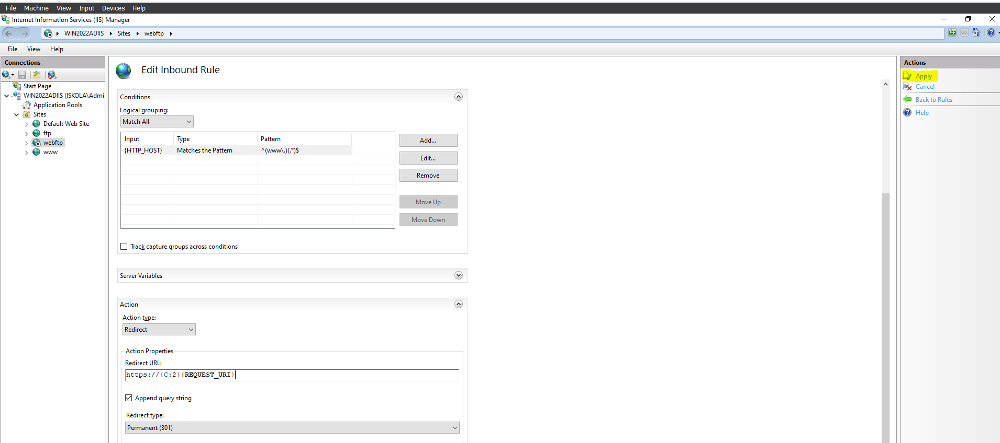 File Machine View Input Devices Help
Internet Information Services (IIS) Manager
WIN2022ADIIS Sites webftp
File View Help
Connections
Start Page
WIN2022ADIIS (ISKOLA\Admi
Application Pools
Sites
Default Web Site
ftp
webftp
www
Edit Inbound Rule
Conditions
Logical grouping:
Match All
Input Type Pattern
{HTTP_HOST} Matches the Pattern ^(www\.)(.*)$
Add...
Edit...
Remove
Move Up
Move Down
Track capture groups across conditions
Server Variables
Action
Action type:
Redirect
Action Properties
Redirect URL:
https://{C:2}{REQUEST_URI}
Append query string
Redirect type:
Permanent (301)
Actions
Apply
Cancel
Back to Rules
Help